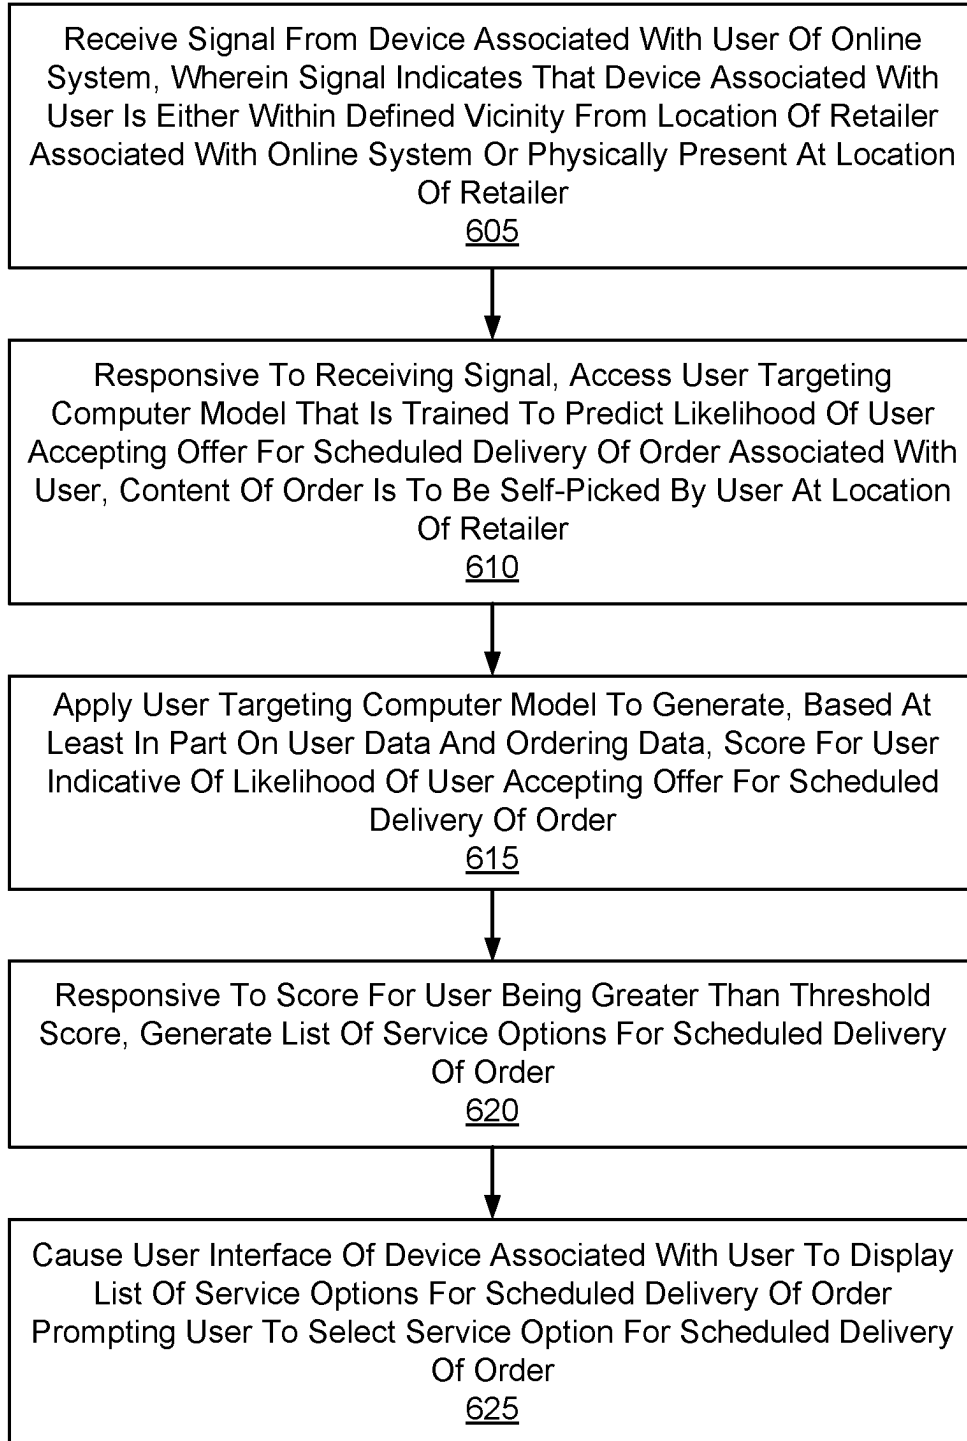 Receive Signal From Device Associated With User Of Online
System, Wherein Signal Indicates That Device Associated With
User Is Either Within Defined Vicinity From Location Of Retailer
Associated With Online System Or Physically Present At Location
Of Retailer
605
Responsive To Receiving Signal, Access User Targeting
Computer Model That Is Trained To Predict Likelihood Of User
Accepting Offer For Scheduled Delivery Of Order Associated With
User, Content Of Order Is To Be Self-Picked By User At Location
Of Retailer
610
Apply User Targeting Computer Model To Generate, Based At
Least In Part On User Data And Ordering Data, Score For User
Indicative Of Likelihood Of User Accepting Offer For Scheduled
Delivery Of Order
615
Responsive To Score For User Being Greater Than Threshold
Score, Generate List Of Service Options For Scheduled Delivery
Of Order
620
Cause User Interface Of Device Associated With User To Display
List Of Service Options For Scheduled Delivery Of Order
Prompting User To Select Service Option For Scheduled Delivery
Of Order
625